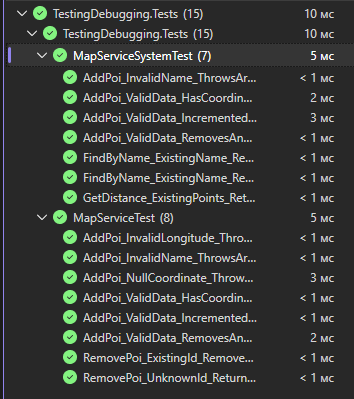 TestingDebugging.Tests (15) 10 мс
TestingDebugging.Tests (15) 10 мс
MapServiceSystemTest (7) 5 мс
AddPoi_InvalidName_ThrowsAr... < 1 мс
AddPoi_ValidData_HasCoordin... 2 мс
AddPoi_ValidData_Incremented... 3 мс
AddPoi_ValidData_RemovesAn... < 1 мс
FindByName_ExistingName_Re... < 1 мс
FindByName_ExistingName_Re... < 1 мс
GetDistance_ExistingPoints_Ret... < 1 мс
MapServiceTest (8) 5 мс
AddPoi_InvalidLongitude_Thro... < 1 мс
AddPoi_InvalidName_ThrowsAr... < 1 мс
AddPoi_NullCoordinate_Throw... 3 мс
AddPoi_ValidData_HasCoordin... < 1 мс
AddPoi_ValidData_Incremented... < 1 мс
AddPoi_ValidData_RemovesAn... 2 мс
RemovePoi_ExistingId_Remove... < 1 мс
RemovePoi_UnknownId_Return... < 1 мс